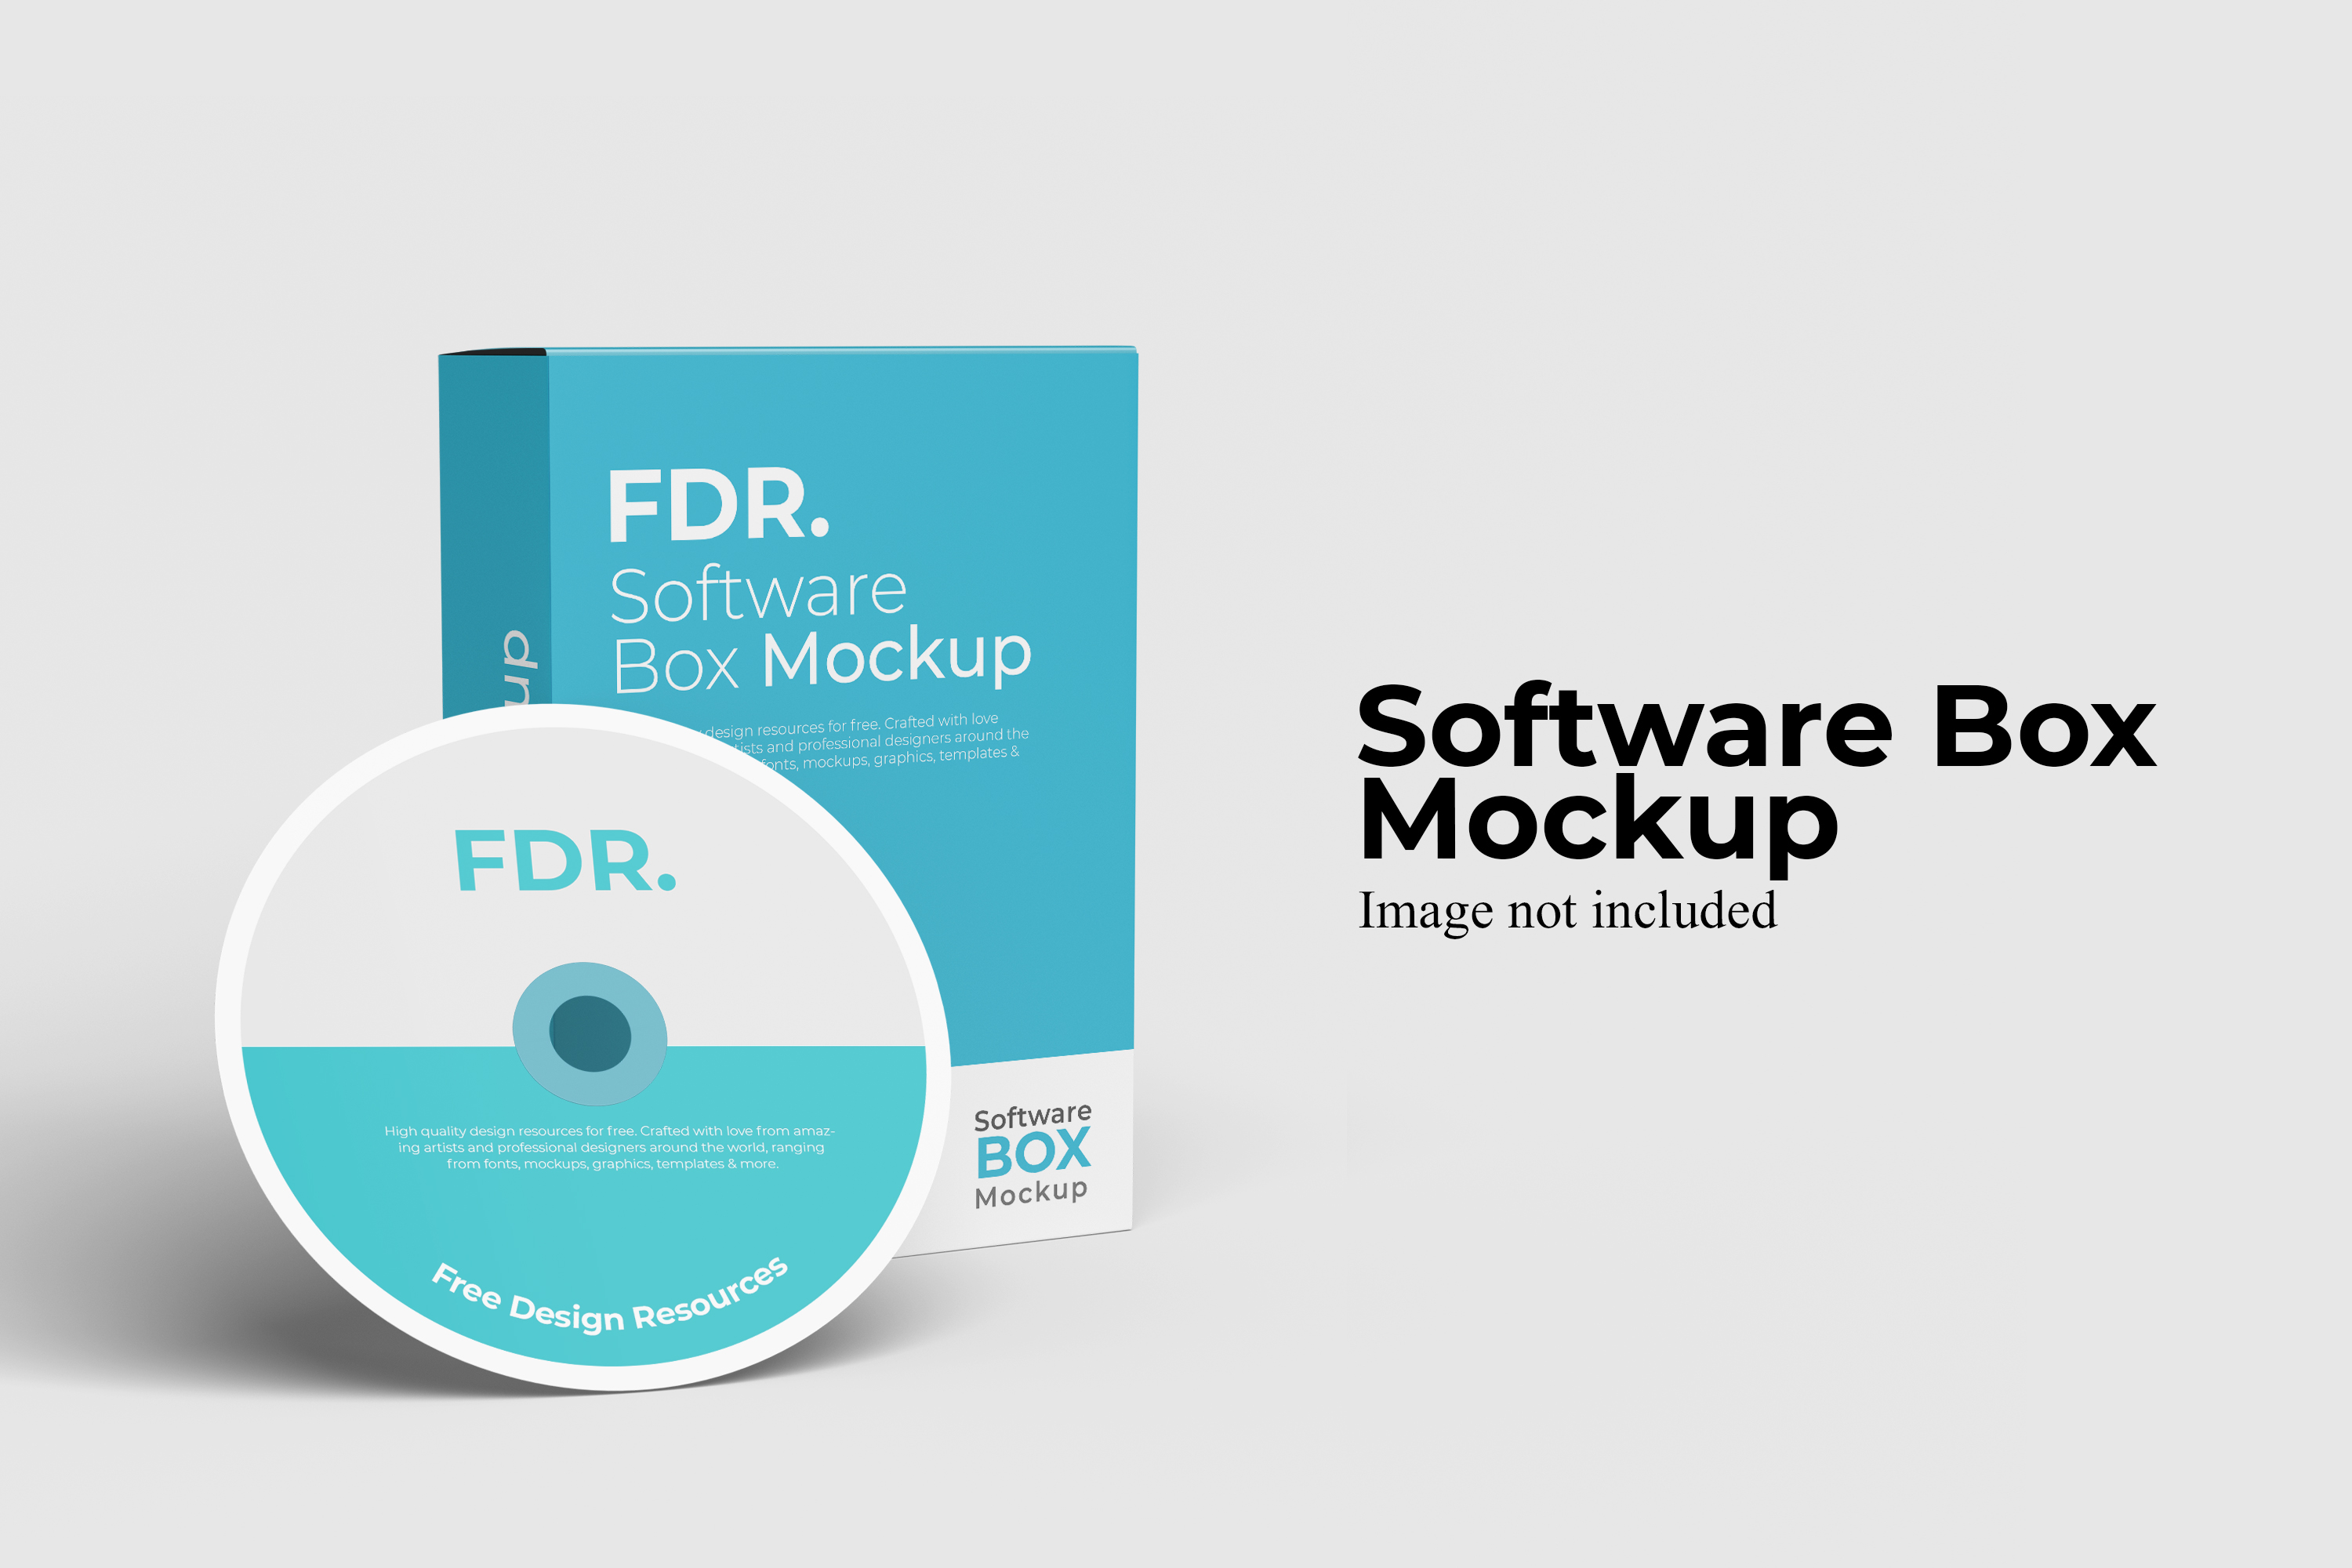 FDR.
Software
Box Mockup
design resources for free. Crafted with love
and professional designers around the
fonts, mockups, graphics, templates &
FDR.
High quality design resources for free. Crafted with love from amaz-
ing artists and professional designers around the world, ranging
from fonts, mockups, graphics, templates & more.
Free Design Resources
Software
BOX
Mockup
Software Box
Mockup
Image not included